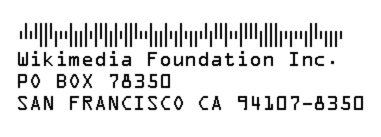 Wikimedia Foundation Inc.
PO BOX 78350
SAN FRANCISCO CA 94107-8350